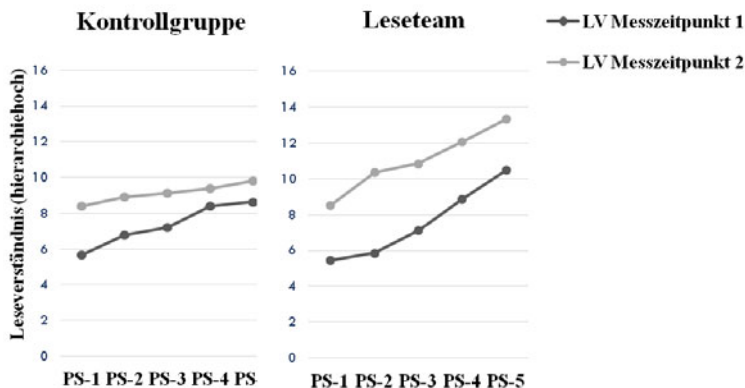 Kontrollgruppe
Leseteam
LV Messzeitpunkt 1
LV Messzeitpunkt 2
Leseverständnis (hierarchiehoch)
16
14
12
10
8
6
4
2
0
PS-1 PS-2 PS-3 PS-4 PS-
16
14
12
10
8
6
4
2
0
PS-1 PS-2 PS-3 PS-4 PS-5